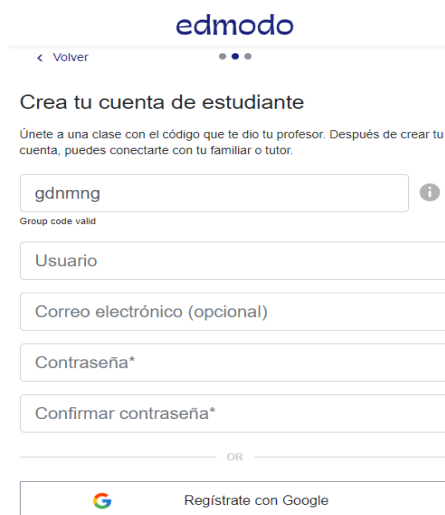 edmodo
Volver
Crea tu cuenta de estudiante
Únete a una clase con el código que te dio tu profesor. Después de crear tu
cuenta, puedes conectarte con tu familiar o tutor.
gdnmng
Group code valid
Usuario
Correo electrónico (opcional)
Contraseña*
Confirmar contraseña*
OR
Regístrate con Google